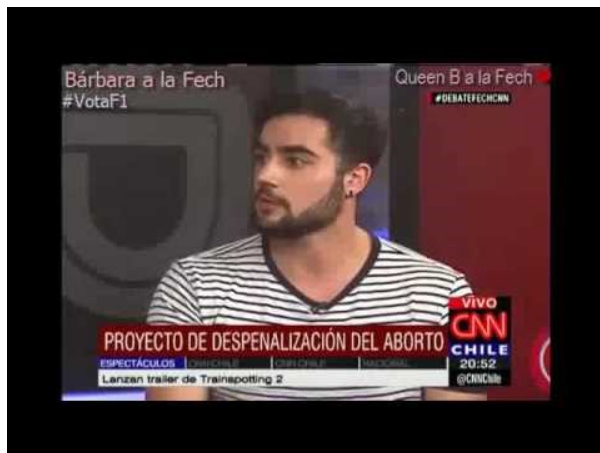 Bárbara a la Fech
#VotaF1
Queen B a la Fech
#DEBATEFECHCNN
VIVO
CNN
CHILE
20:52
@CNNChile
PROYECTO DE DESPENALIZACIÓN DEL ABORTO
ESPECTÁCULOS CNN CHILE CNN CHILE NACIONAL
Lanzan trailer de Trainspotting 2